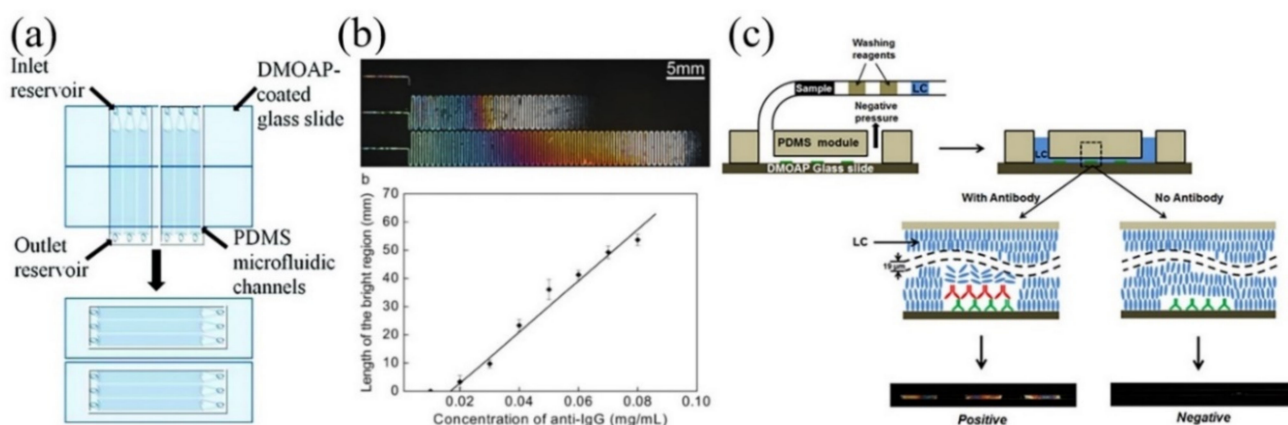 (a)
Inlet
reservoir
DMOAP-
coated
glass slide
Outlet
reservoir
PDMS
microfluidic
channels
(b)
5mm
b
Length of the bright region (mm)
70
60
50
40
30
20
10
0
0.02
0.04
0.06
0.08
0.10
Concentration of anti-IgG (mg/mL)
(c)
Washing
reagents
Sample
LC
Negative
pressure
PDMS module
DMOAP Glass slide
LC
With Antibody
No Antibody
LC
19 μm
Positive
Negative